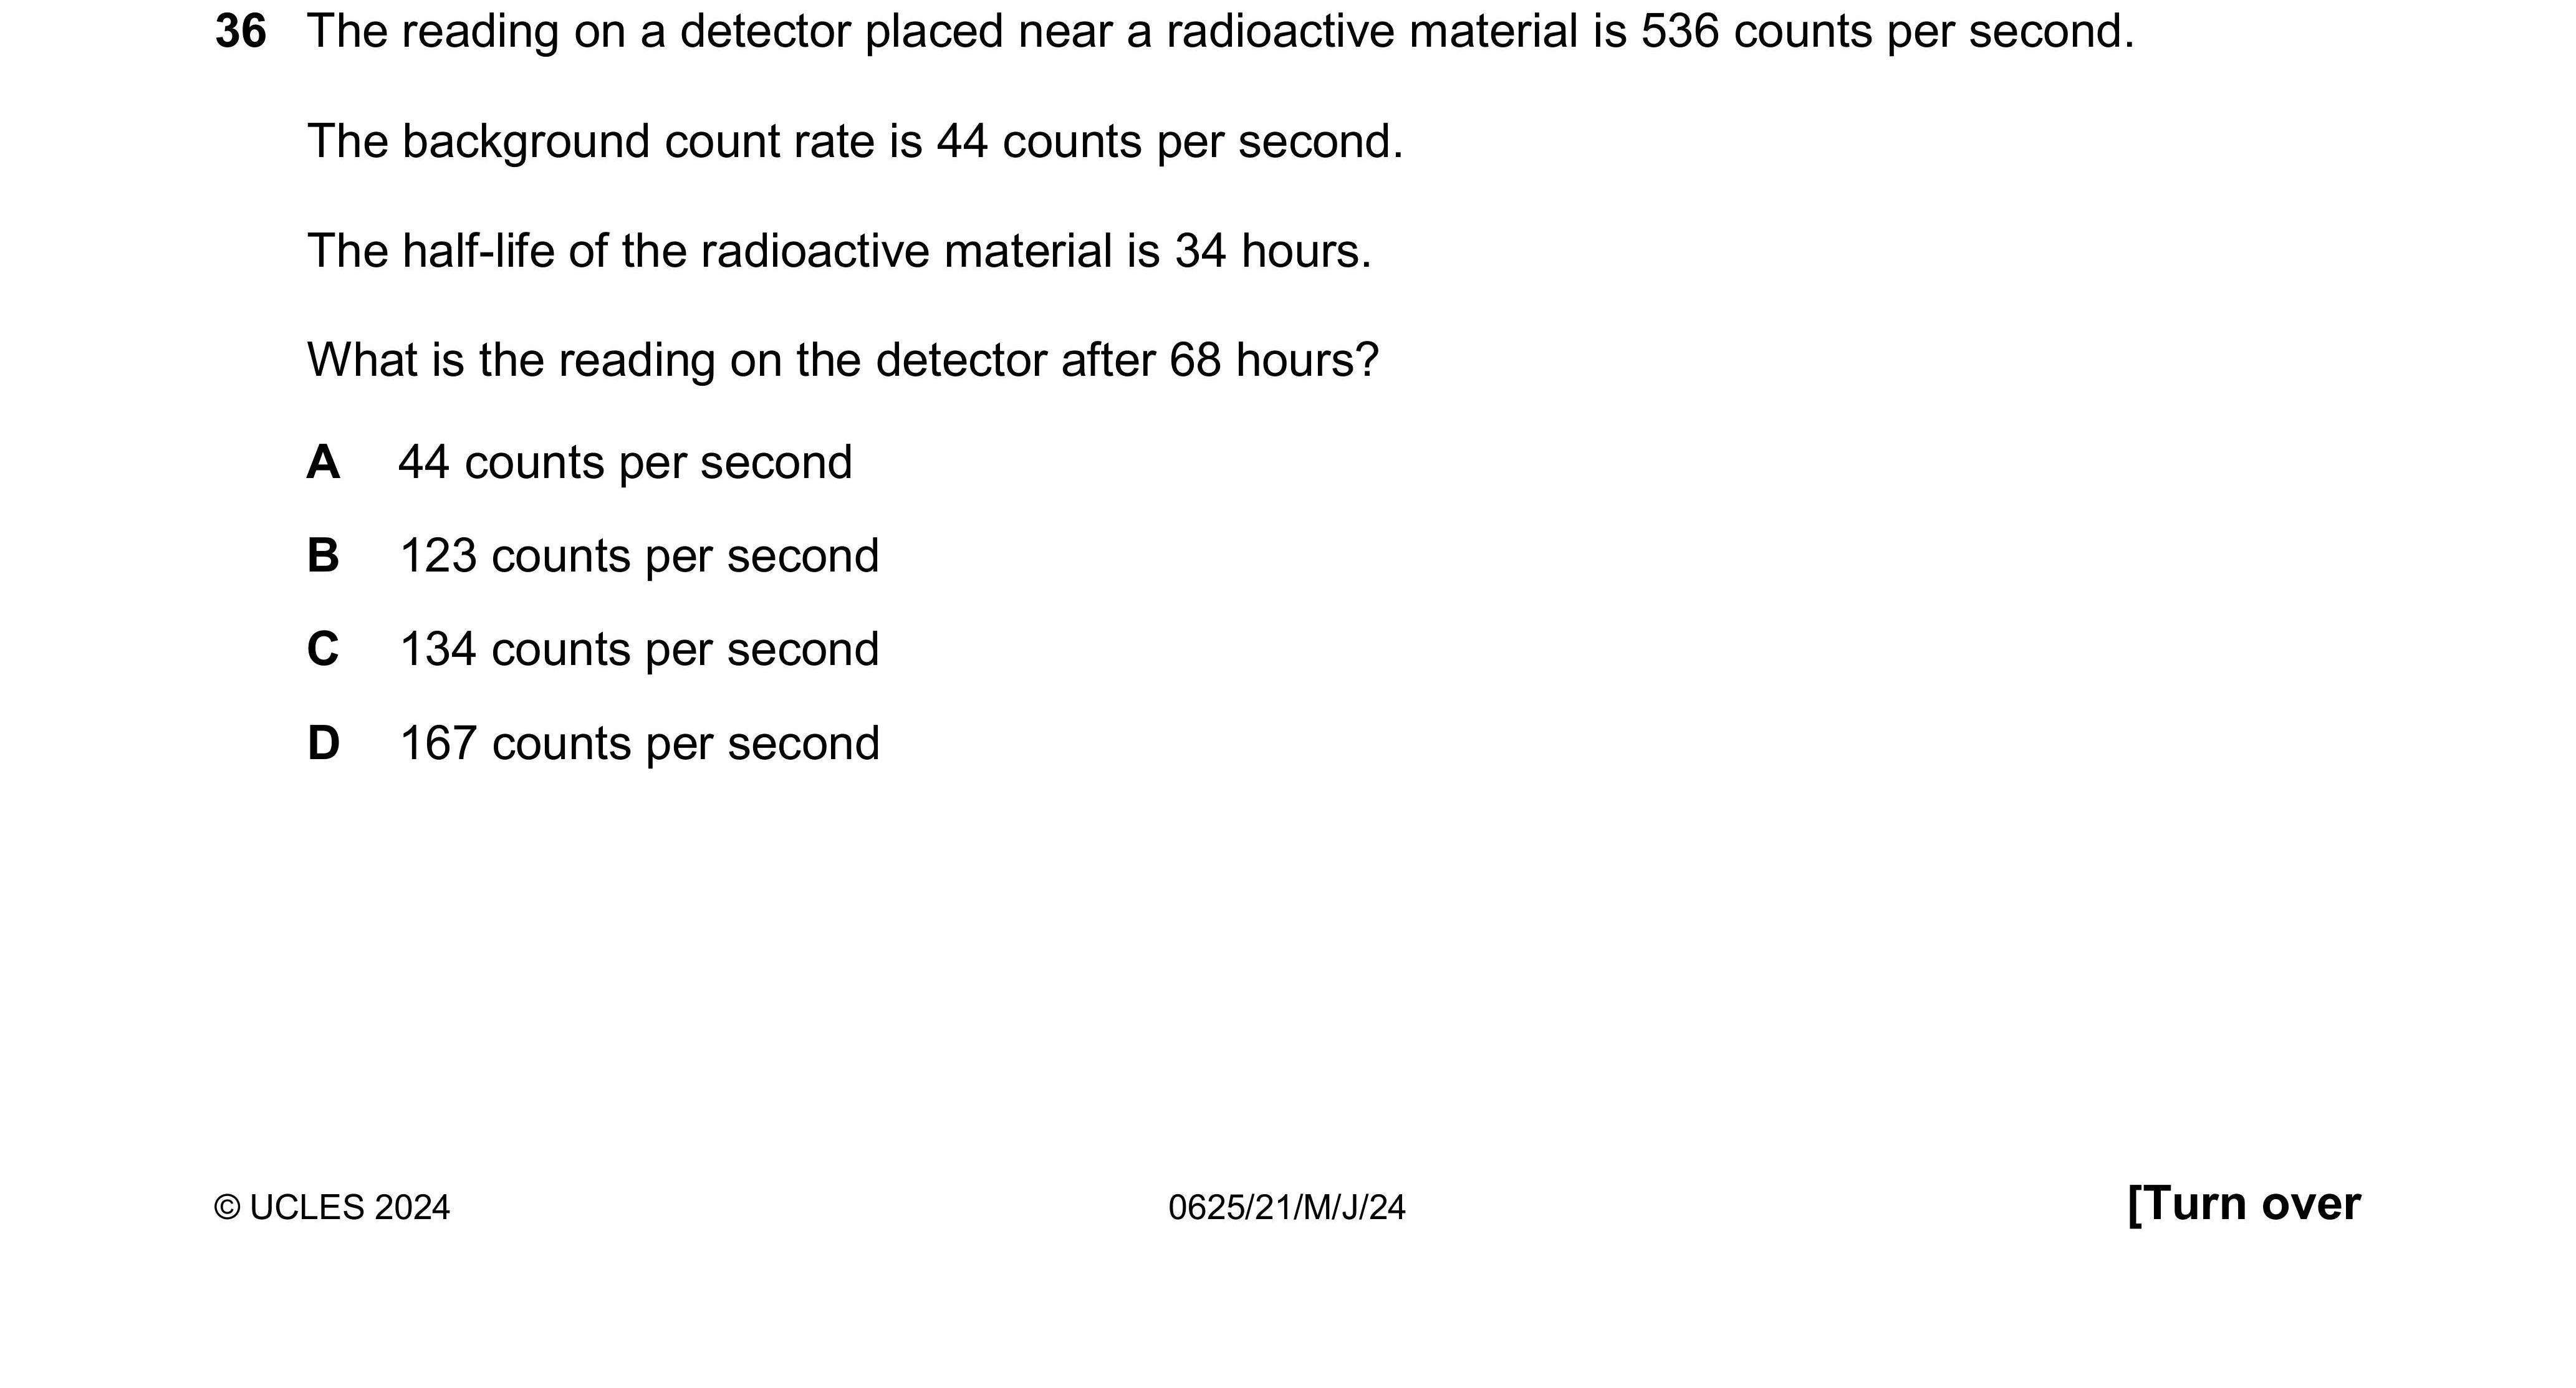 36 The reading on a detector placed near a radioactive material is 536 counts per second.
The background count rate is 44 counts per second.
The half-life of the radioactive material is 34 hours.
What is the reading on the detector after 68 hours?
A 44 counts per second
B 123 counts per second
C 134 counts per second
D 167 counts per second
© UCLES 2024 0625/21/M/J/24 [Turn over